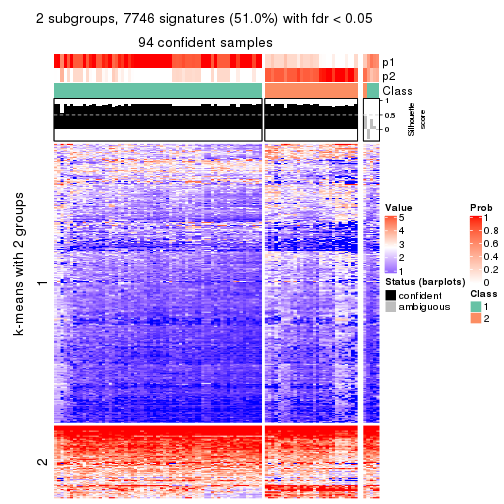 2 subgroups, 7746 signatures (51.0%) with fdr < 0.05
94 confident samples
p1
p2
Class
1
0.5
0
Silhouette
score
k-means with 2 groups
1
2
Value
5
4
3
2
1
Status (barplots)
confident
ambiguous
Prob
1
0.8
0.6
0.4
0.2
0
Class
1
2